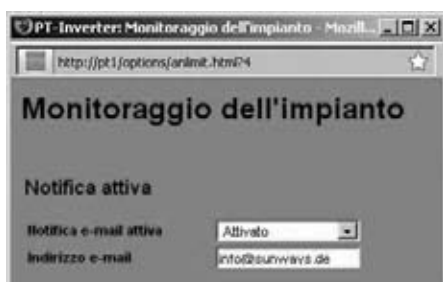 PT-Inverter: Monitoraggio dell'impianto - Mozill...
http://pt1/options/anlmit.html?4
Monitoraggio dell'impianto
Notifica attiva
Notifica e-mail attiva Attivato
Indirizzo e-mail info@sunways.de